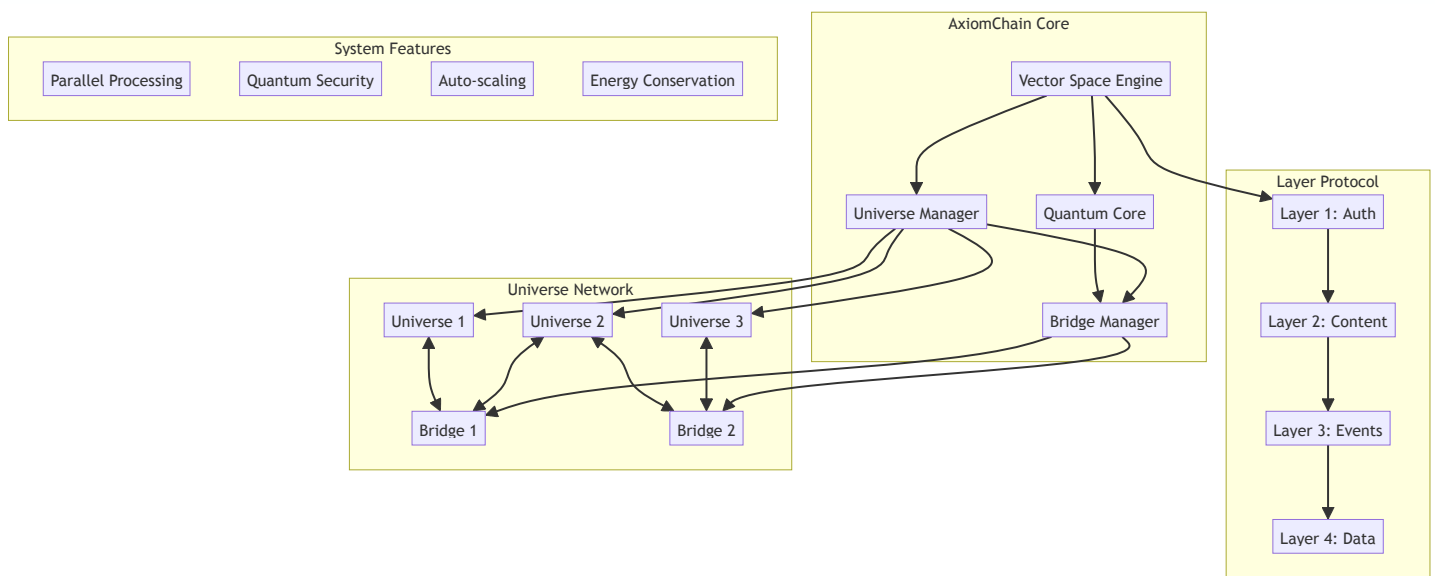 System Features
Parallel Processing
Quantum Security
Auto-scaling
Energy Conservation
AxiomChain Core
Vector Space Engine
Universe Manager
Quantum Core
Bridge Manager
Universe Network
Universe 1
Universe 2
Universe 3
Bridge 1
Bridge 2
Layer Protocol
Layer 1: Auth
Layer 2: Content
Layer 3: Events
Layer 4: Data